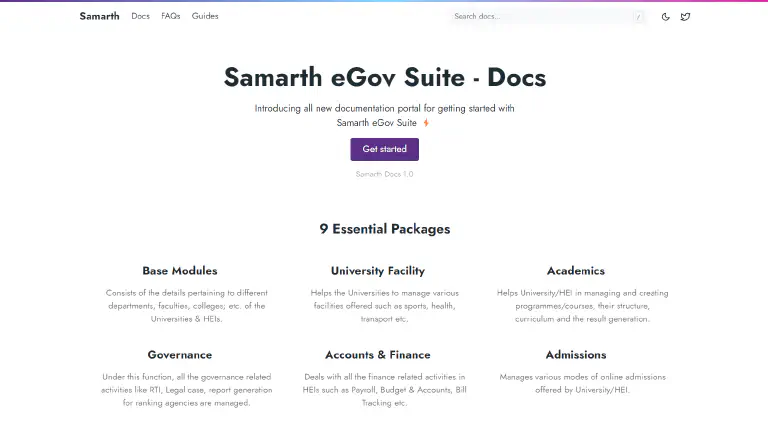 Samarth Docs FAQs Guides Search docs... /
Samarth eGov Suite - Docs
Introducing all new documentation portal for getting started with
Samarth eGov Suite
Get started
Samarth Docs 1.0
9 Essential Packages
Base Modules
Consists of the details pertaining to different
departments, faculties, colleges; etc. of the
Universities & HEIs.
University Facility
Helps the Universities to manage various
facilities offered such as sports, health,
transport etc.
Academics
Helps University/HEI in managing and creating
programmes/courses, their structure,
curriculum and the result generation.
Governance
Under this function, all the governance related
activities like RTI, Legal case, report generation
for ranking agencies are managed.
Accounts & Finance
Deals with all the finance related activities in
HEIs such as Payroll, Budget & Accounts, Bill
Tracking etc.
Admissions
Manages various modes of online admissions
offered by University/HEI.